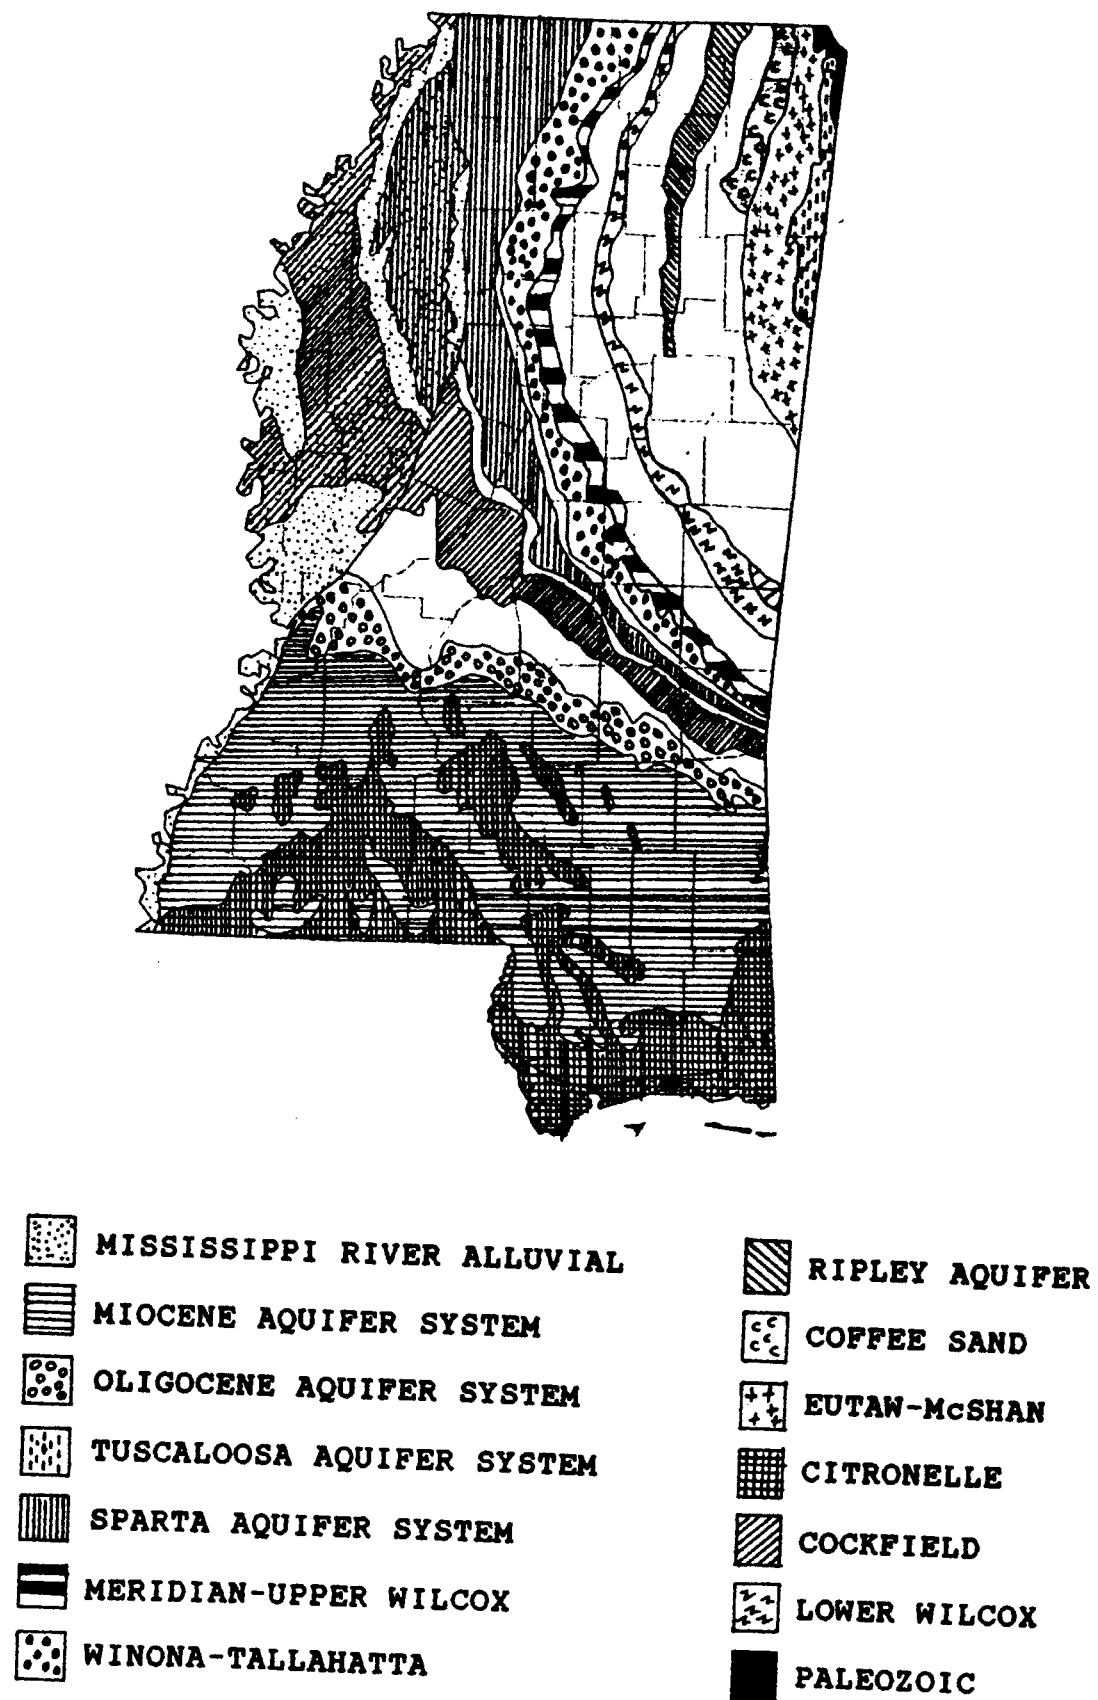 MISSISSIPPI RIVER ALLUVIAL
MIOCENE AQUIFER SYSTEM
OLIGOCENE AQUIFER SYSTEM
TUSCALOOSA AQUIFER SYSTEM
SPARTA AQUIFER SYSTEM
MERIDIAN-UPPER WILCOX
WINONA-TALLAHATTA
RIPLEY AQUIFER
COFFEE SAND
EUTAW-McSHAN
CITRONELLE
COCKFIELD
LOWER WILCOX
PALEOZOIC